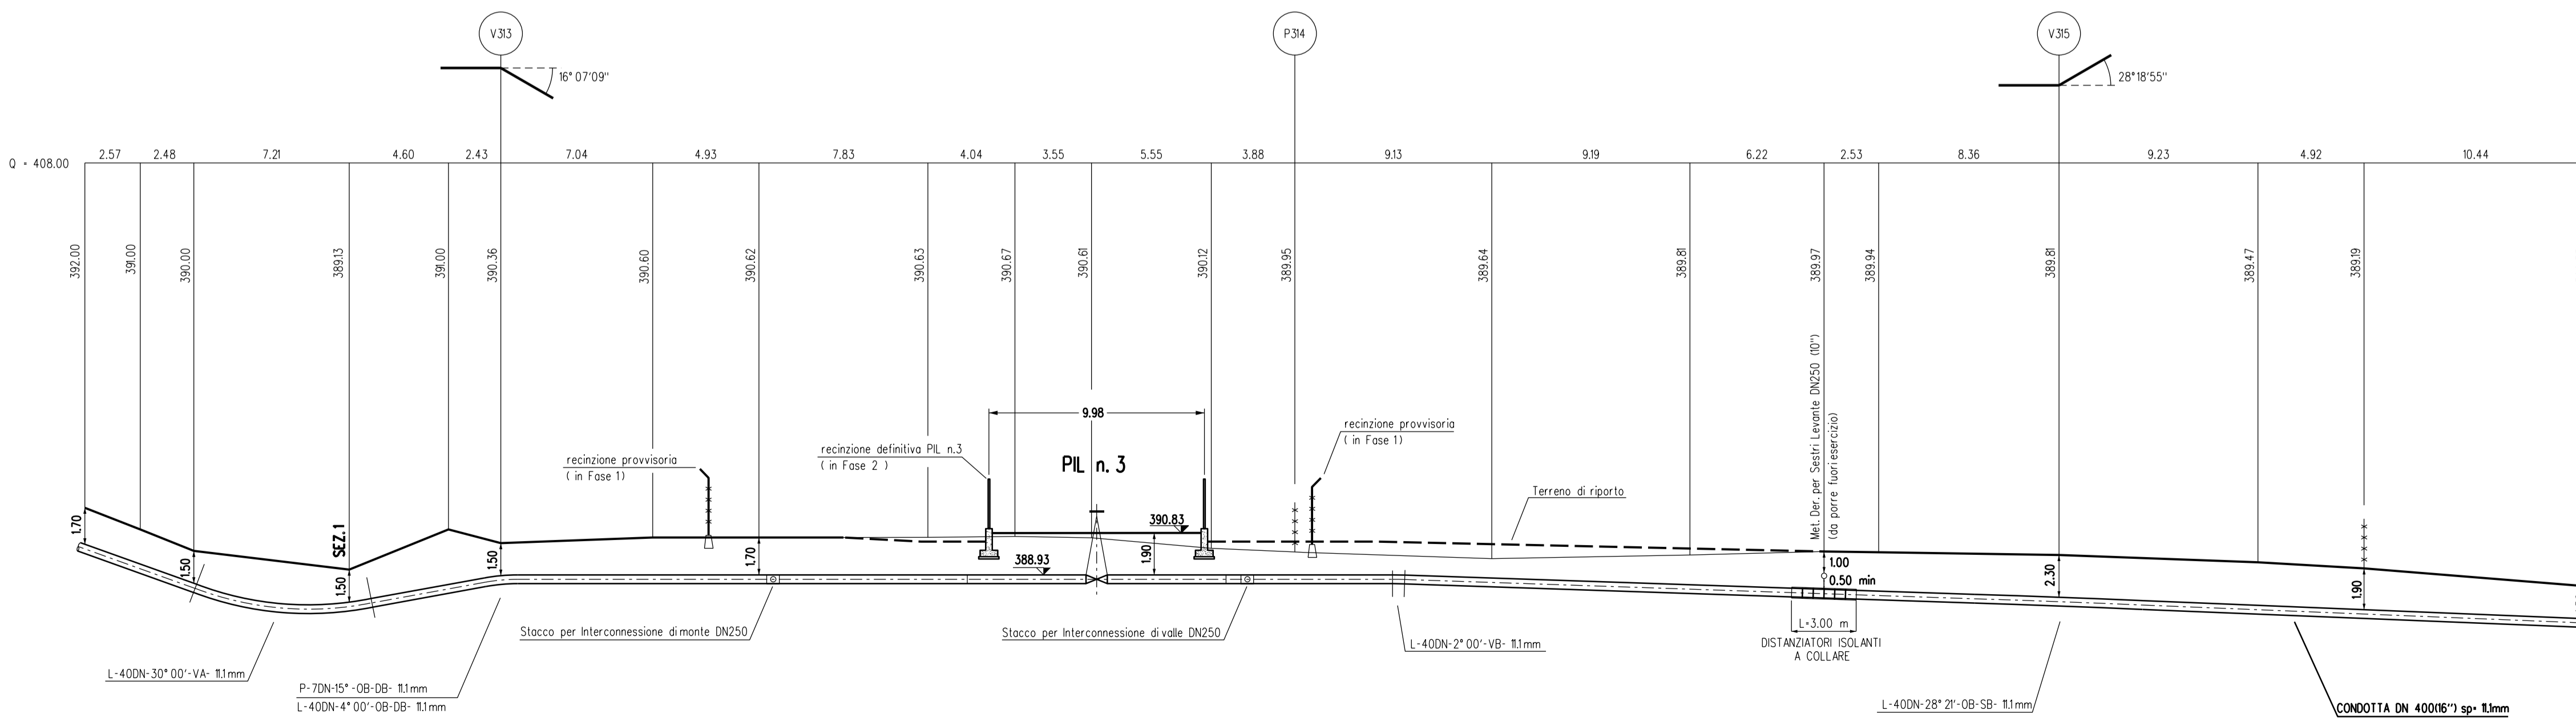 V313
P314
V315
16°07'09"
28°18'55"
Q = 408.00
2.57
2.48
7.21
4.60
2.43
7.04
4.93
7.83
4.04
3.55
5.55
3.88
9.13
9.19
6.22
2.53
8.36
9.23
4.92
10.44
392.00
391.00
390.00
389.13
391.00
390.36
390.60
390.62
390.63
390.67
390.61
390.12
389.95
389.64
389.81
389.97
389.94
389.81
389.47
389.19
Met. Der. per Sestri Levante DN250 (10")
(da porre fuori esercizio)
9.98
recinzione provvisoria
( in Fase 1)
recinzione definitiva PIL n.3
( in Fase 2 )
PIL n. 3
recinzione provvisoria
( in Fase 1)
Terreno di riporto
390.83
388.93
1.70
1.50
SEZ.1
1.50
1.50
1.70
1.90
1.00
0.50 min
2.30
1.90
L=3.00 m
DISTANZIATORI ISOLANTI
A COLLARE
Stacco per Interconnessione di monte DN250
Stacco per Interconnessione di valle DN250
L-40DN-2°00'-VB- 11.1mm
L-40DN-30°00'-VA- 11.1mm
P-7DN-15° -OB-DB- 11.1mm
L-40DN-4°00'-OB-DB- 11.1mm
L-40DN-28°21'-OB-SB- 11.1mm
CONDOTTA DN 400(16") sp= 11.1mm